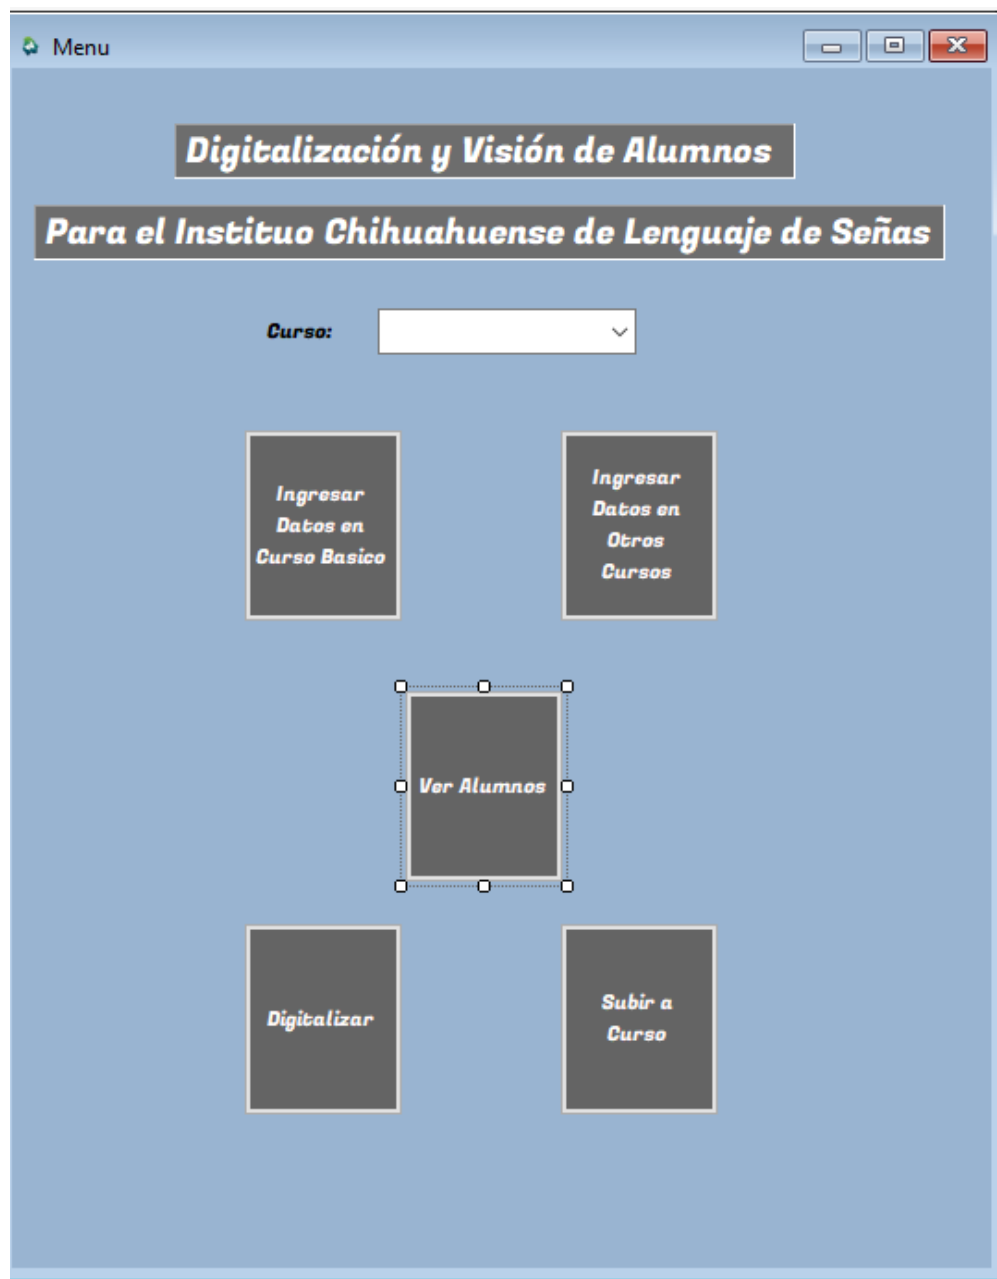 Menu
Digitalización y Visión de Alumnos
Para el Instituo Chihuahuense de Lenguaje de Señas
Curso:
Ingresar
Datos en
Curso Basico
Ingresar
Datos en
Otros
Cursos
Ver Alumnos
Digitalizar
Subir a
Curso